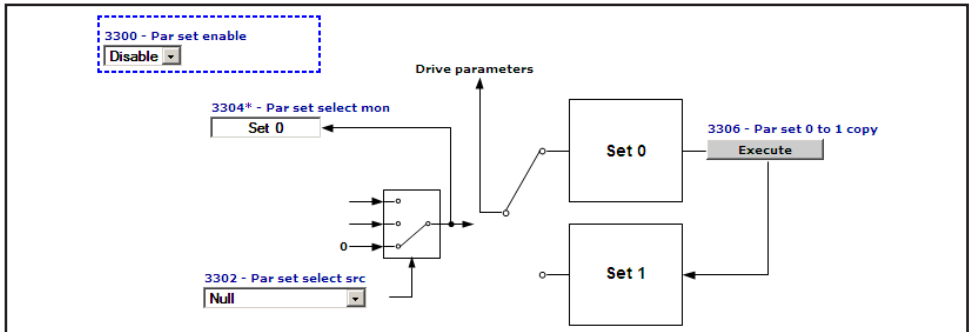 3300 - Par set enable
Disable
Drive parameters
3304* - Par set select mon
Set 0
Set 0
3306 - Par set 0 to 1 copy
Execute
0
3302 - Par set select src
Null
Set 1